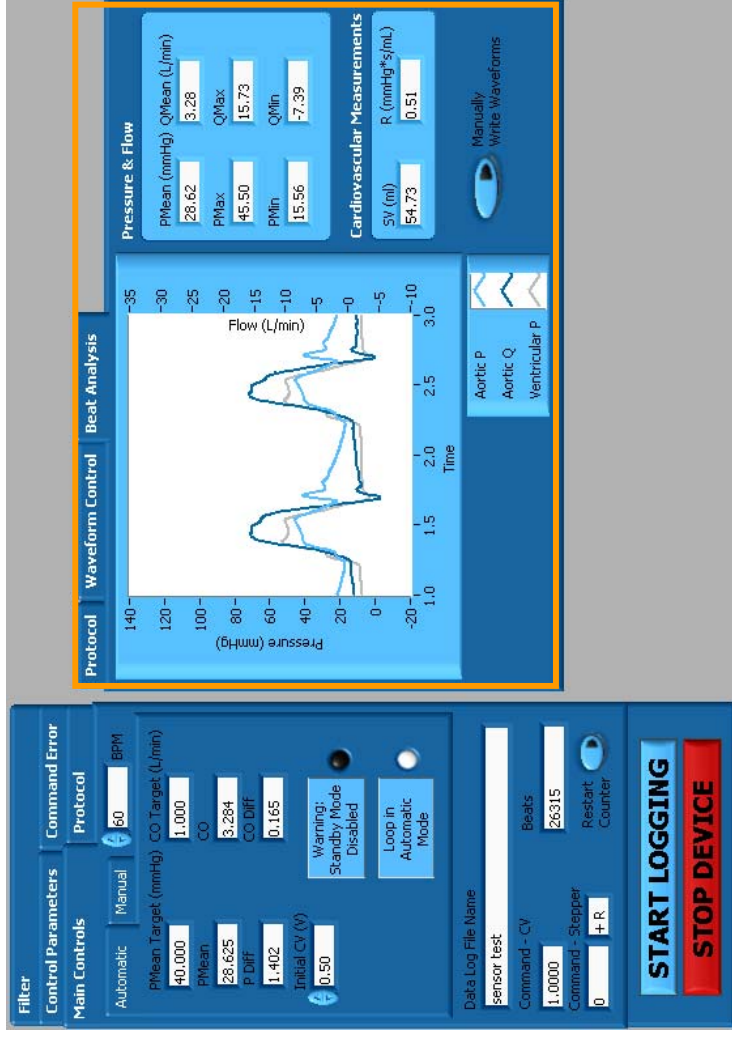 Filter
Control Parameters
Command Error
Main Controls
Protocol
Automatic
Manual
60
BPM
PMean Target (mmHg)
CO Target (L/min)
40.000
1.000
PMean
CO
28.625
3.284
P Diff
CO Diff
1.402
0.165
Initial CV (V)
0.50
Warning:
Standby Mode
Disabled
Loop in
Automatic
Mode
Data Log File Name
sensor test
Command - CV
Beats
1.0000
26315
Command - Stepper
0
+R
Restart
Counter
START LOGGING
STOP DEVICE
Protocol
Waveform Control
Beat Analysis
Pressure (mmHg)
140
120
100
80
60
40
20
0
-20
1.0
1.5
2.0
2.5
3.0
Time
Flow (L/min)
-35
-30
-25
-20
-15
-10
-5
-0
--5
--10
Aortic P
Aortic Q
Ventricular P
Pressure & Flow
PMean (mmHg)
QMean (L/min)
28.62
3.28
PMax
QMax
45.50
15.73
PMin
QMin
15.56
-7.39
Cardiovascular Measurements
SV (ml)
R (mmHg*s/mL)
54.73
0.51
Manually
Write Waveforms